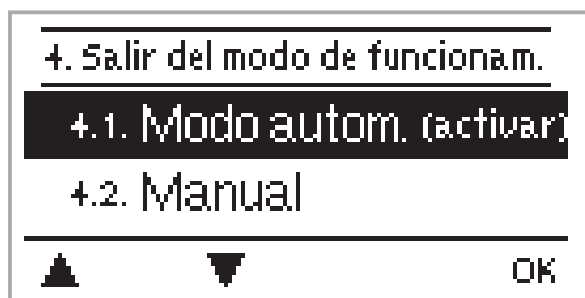 4. Salir del modo de funcionam.
4.1. Modo autom. (activar)
4.2. Manual
▲ ▼ OK